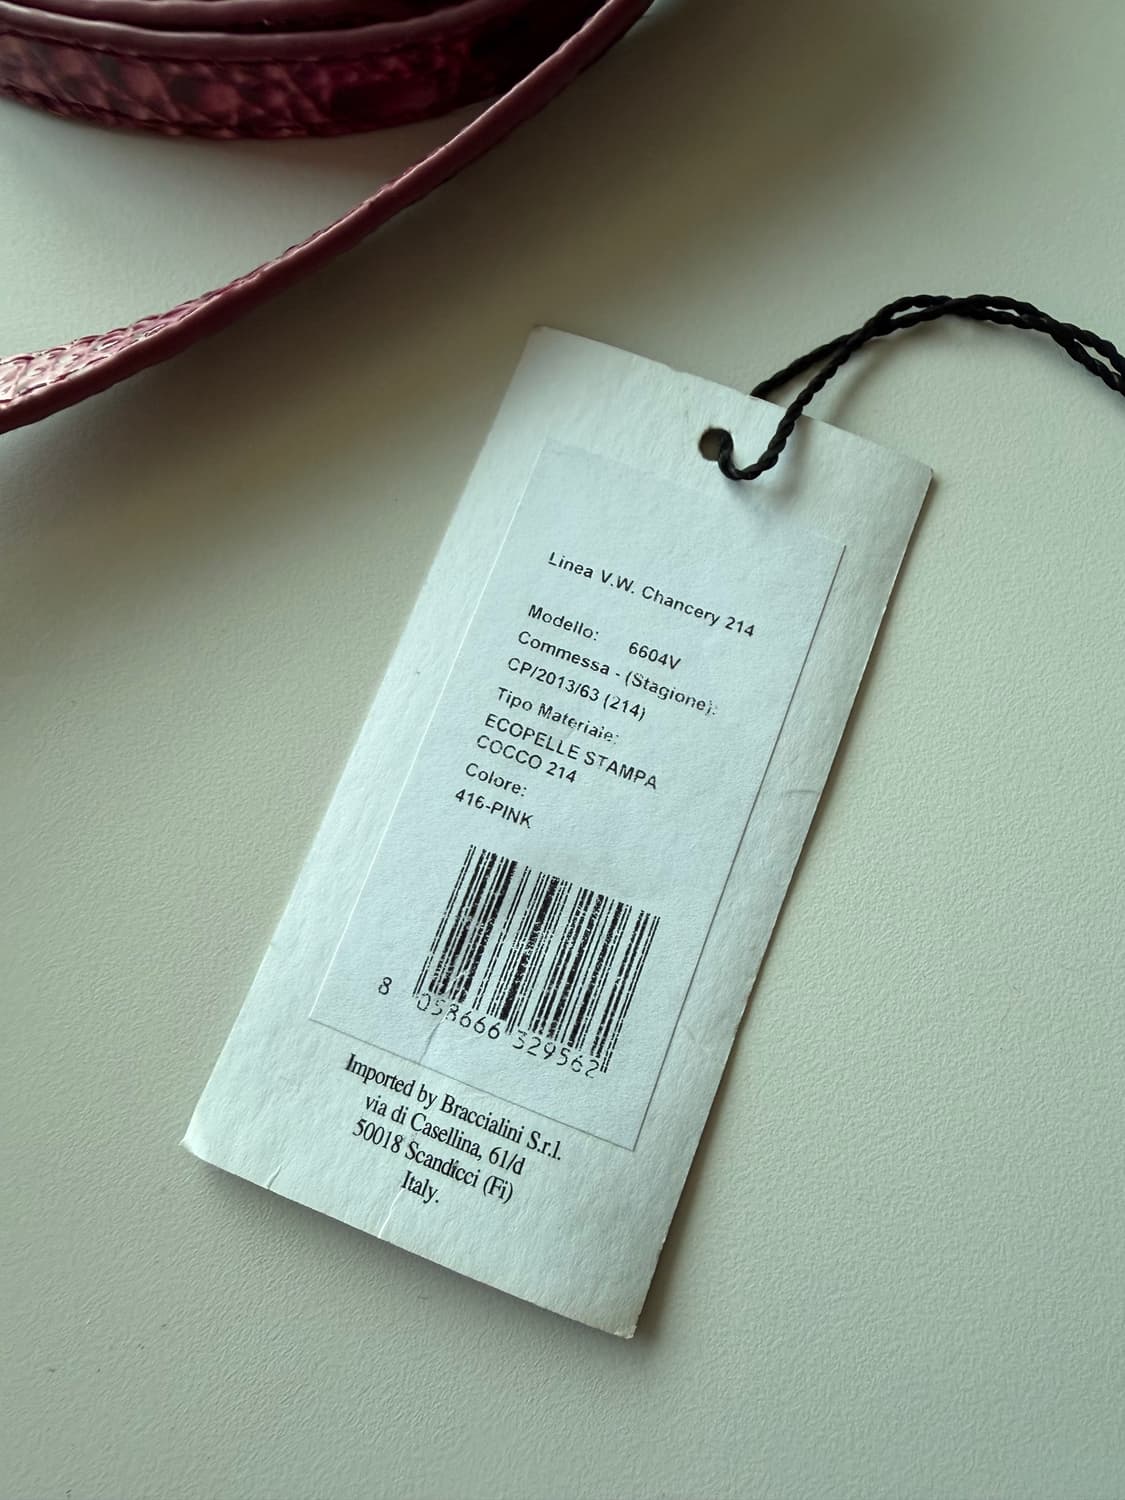 Linea V.W. Chancery 214
Modello: 6604V
Commessa - (Stagione):
CP/2013/63 (214)
Tipo Materiale:
ECOPELLE STAMPA
COCCO 214
Colore:
416-PINK
8 058666 329562
Imported by Braccialini S.r.l.
via di Casellina, 61/d
50018 Scandicci (Fi)
Italy.